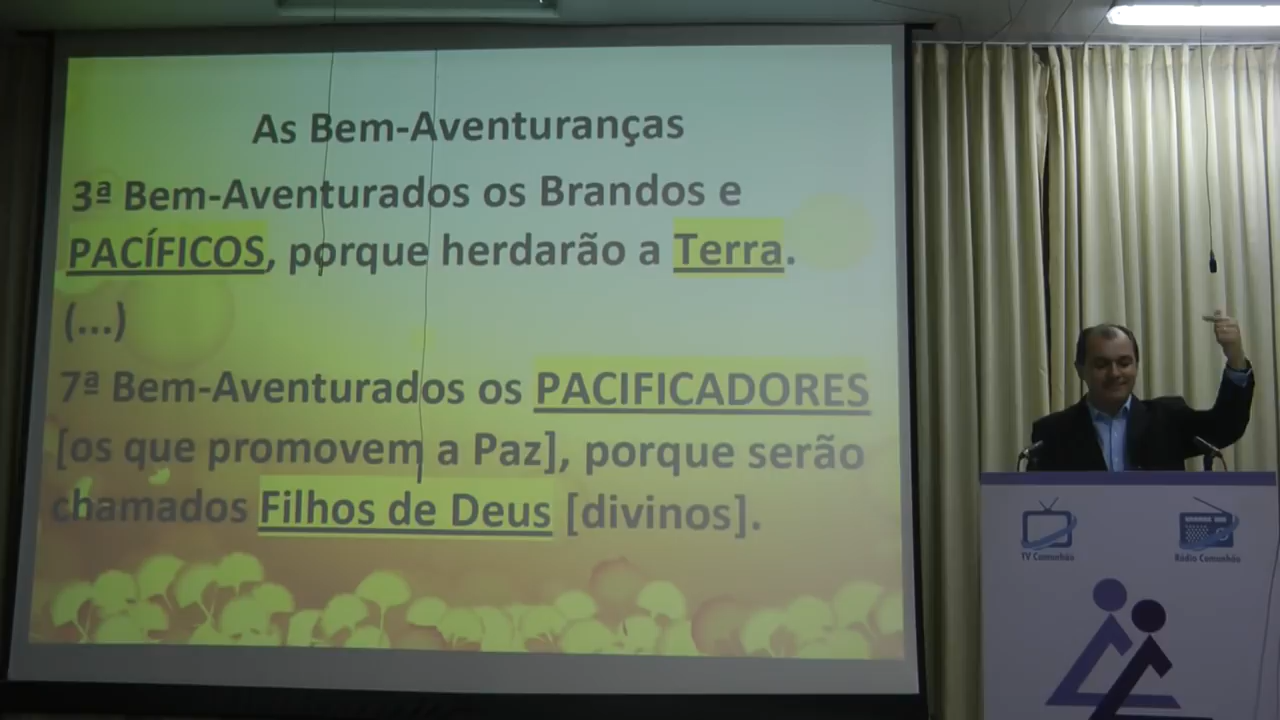 As Bem-Aventuranças
3ª Bem-Aventurados os Brandos e
PACÍFICOS, porque herdarão a Terra.
(...)
7ª Bem-Aventurados os PACIFICADORES
[os que promovem a Paz], porque serão
chamados Filhos de Deus [divinos].
TV Comunhão
Rádio Comunhão